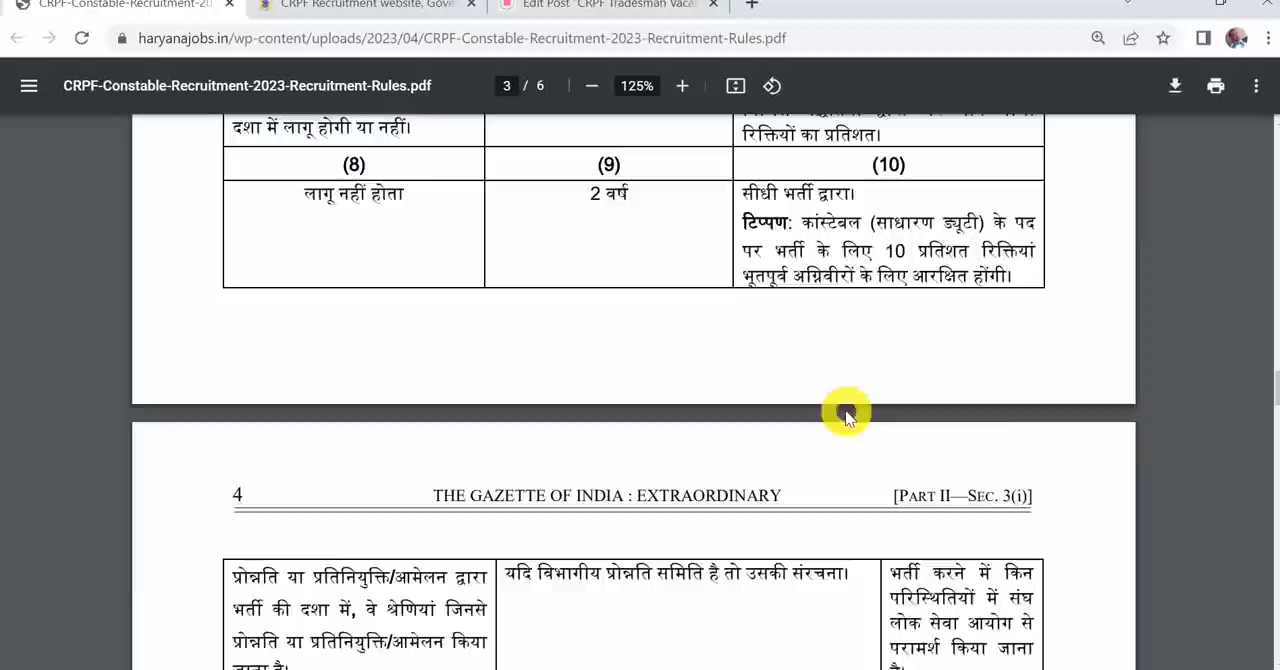 CRPF-Constable-Recruitment-20
CRPF Recruitment website, Gove
Edit Post "CRPF Tradesman Vaca
haryanajobs.in/wp-content/uploads/2023/04/CRPF-Constable-Recruitment-2023-Recruitment-Rules.pdf
CRPF-Constable-Recruitment-2023-Recruitment-Rules.pdf
3 / 6
125%
दशा में लागू होगी या नहीं।
रिक्तियों का प्रतिशत।
(8)
(9)
(10)
लागू नहीं होता
2 वर्ष
सीधी भर्ती द्वारा।
टिप्पण: कांस्टेबल (साधारण ड्यूटी) के पद
पर भर्ती के लिए 10 प्रतिशत रिक्तियां
भूतपूर्व अग्निवीरों के लिए आरक्षित होंगी।
4
THE GAZETTE OF INDIA : EXTRAORDINARY
[PART II—SEC. 3(i)]
प्रोन्नति या प्रतिनियुक्ति/आमेलन द्वारा
भर्ती की दशा में, वे श्रेणियां जिनसे
प्रोन्नति या प्रतिनियुक्ति/आमेलन किया
जाता है।
यदि विभागीय प्रोन्नति समिति है तो उसकी संरचना।
भर्ती करने में किन
परिस्थितियों में संघ
लोक सेवा आयोग से
परामर्श किया जाना
है।